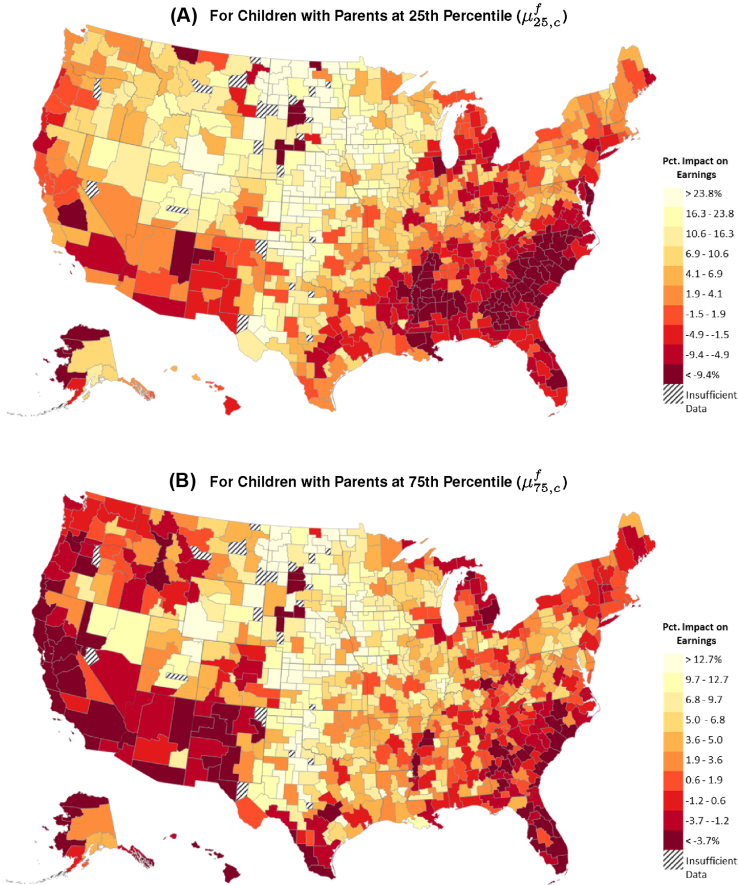 (A) For Children with Parents at 25th Percentile (μ^f_{25,c})
Pct. Impact on
Earnings
> 23.8%
16.3 - 23.8
10.6 - 16.3
6.9 - 10.6
4.1 - 6.9
1.9 - 4.1
-1.5 - 1.9
-4.9 - -1.5
-9.4 - -4.9
< -9.4%
Insufficient
Data
(B) For Children with Parents at 75th Percentile (μ^f_{75,c})
Pct. Impact on
Earnings
> 12.7%
9.7 - 12.7
6.8 - 9.7
5.0 - 6.8
3.6 - 5.0
1.9 - 3.6
0.6 - 1.9
-1.2 - 0.6
-3.7 - -1.2
< -3.7%
Insufficient
Data